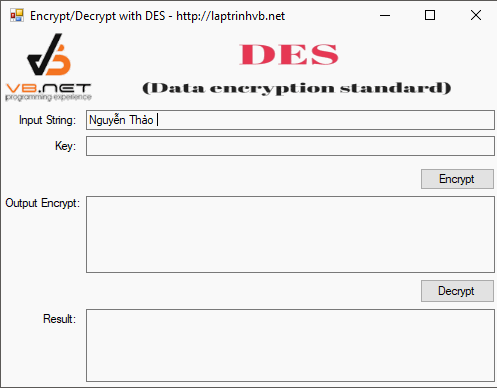 Encrypt/Decrypt with DES - http://laptrinhvb.net
VB.NET
programming experience
DES
(Data encryption standard)
Input String: Nguyễn Thảo
Key:
Encrypt
Output Encrypt:
Decrypt
Result: